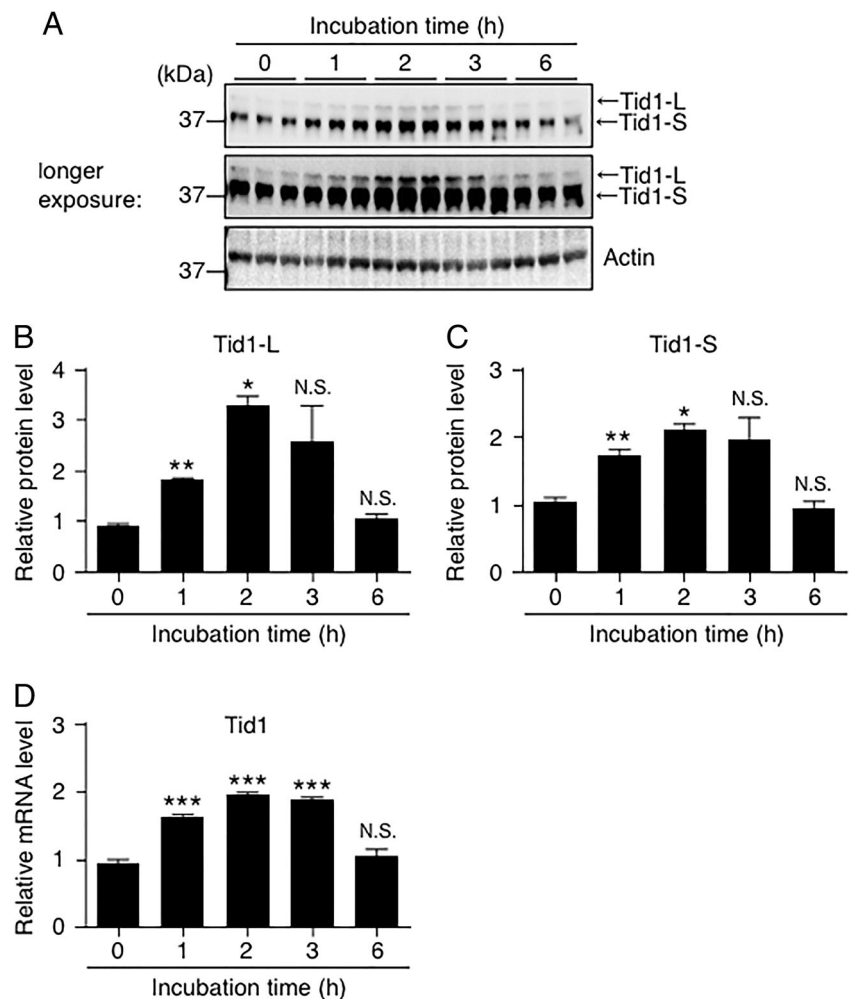 A
Incubation time (h)
(kDa) 0 1 2 3 6
37 ←Tid1-L
←Tid1-S
longer
exposure:
37 ←Tid1-L
←Tid1-S
37 Actin
B
Tid1-L
Relative protein level
4
3
2
1
0
** * N.S. N.S.
0 1 2 3 6
Incubation time (h)
C
Tid1-S
Relative protein level
3
2
1
0
** * N.S. N.S.
0 1 2 3 6
Incubation time (h)
D
Tid1
Relative mRNA level
3
2
1
0
*** *** *** N.S.
0 1 2 3 6
Incubation time (h)